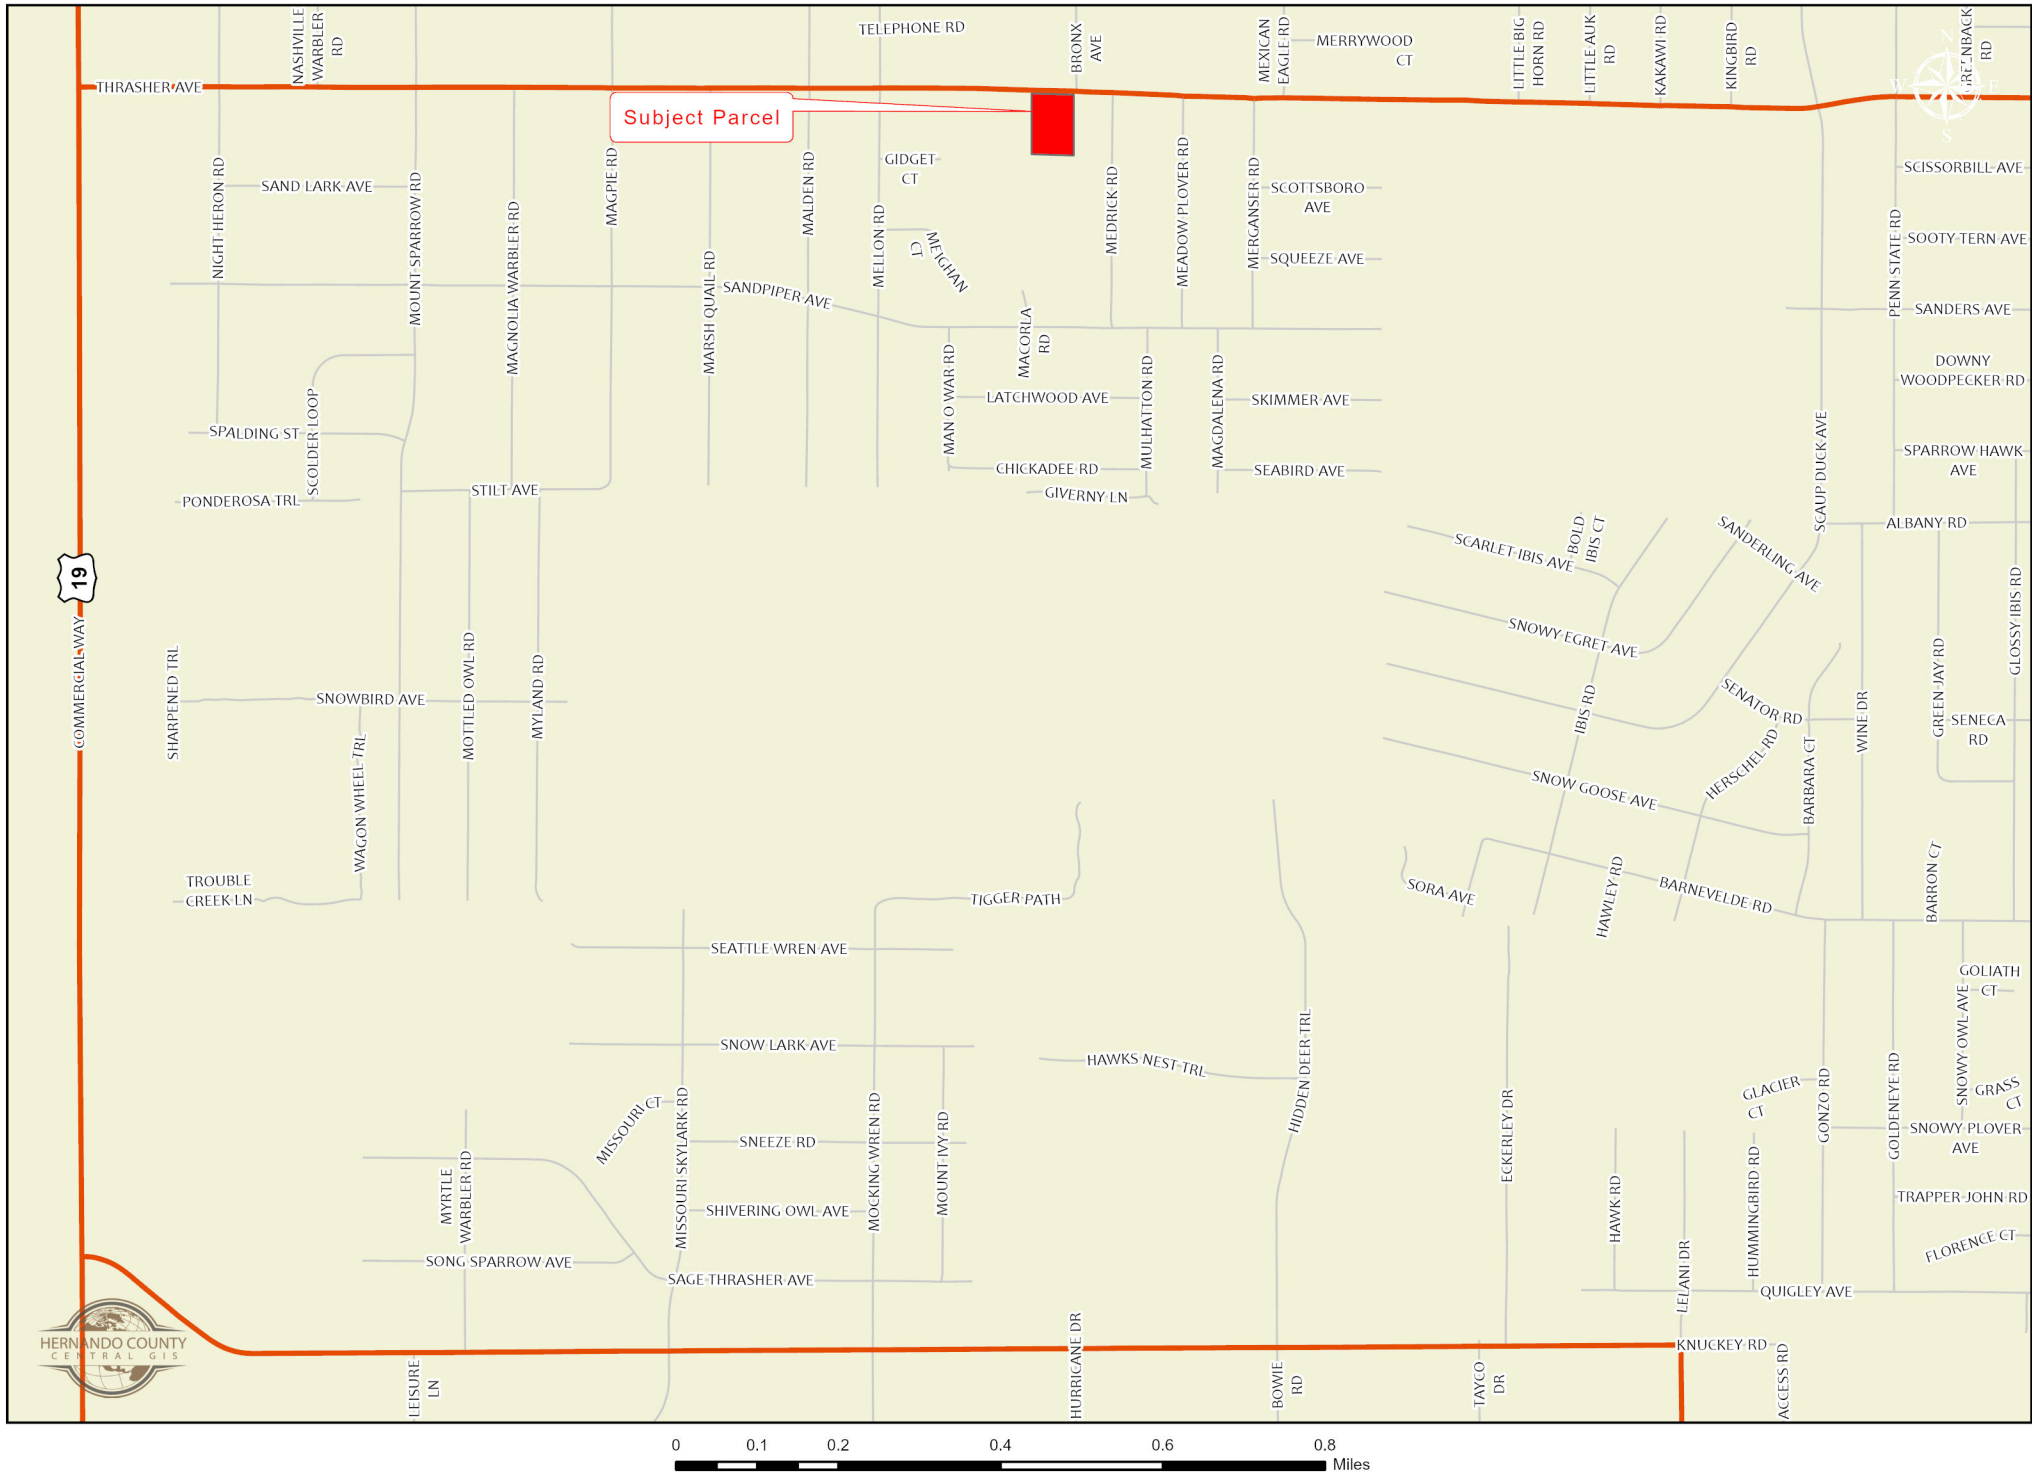 NASHVILLE
WARBLER
RD
TELEPHONE RD
BRONX
AVE
MEXICAN
EAGLE RD
MERRYWOOD
CT
LITTLE BIG
HORN RD
LITTLE AUK
RD
KAKAWI RD
KINGBIRD
RD
GREENBACK
RD
N
W
E
S
THRASHER AVE
Subject Parcel
NIGHT HERON RD
SAND LARK AVE
MOUNT SPARROW RD
MAGNOLIA WARBLER RD
MAGPIE RD
MARSH QUAIL RD
MALDEN RD
MELLON RD
GIDGET
CT
MEIGHAN
CT
MEDRICK RD
MEADOW PLOVER RD
MERGANSER RD
SCOTTSBORO
AVE
SQUEEZE AVE
SCISSORBILL AVE
PENN STATE RD
SOOTY TERN AVE
SANDERS AVE
SANDPIPER AVE
MACORLA
RD
MAN O WAR RD
LATCHWOOD AVE
MULHATTON RD
MAGDALENA RD
SKIMMER AVE
DOWNY
WOODPECKER RD
SCOLDER LOOP
SPALDING ST
CHICKADEE RD
SEABIRD AVE
SCAUP DUCK AVE
SPARROW HAWK
AVE
PONDEROSA TRL
STILT AVE
GIVERNY LN
ALBANY RD
SCARLET IBIS AVE
BOLD
IBIS CT
SANDERLING AVE
19
COMMERCIAL WAY
SNOWY EGRET AVE
GLOSSY IBIS RD
SHARPENED TRL
SNOWBIRD AVE
MOTTLED OWL RD
MYLAND RD
WAGON WHEEL TRL
IBIS RD
SENATOR RD
HERSCHEL RD
BARBARA CT
WINE DR
GREEN JAY RD
SENECA
RD
SNOW GOOSE AVE
TROUBLE
CREEK LN
TIGGER PATH
SORA AVE
HAWLEY RD
BARNEVELDE RD
BARRON CT
SEATTLE WREN AVE
GOLIATH
CT
SNOWY OWL AVE
SNOW LARK AVE
HAWKS NEST TRL
HIDDEN DEER TRL
ECKERLEY DR
GLACIER
CT
GONZO RD
GOLDENEYE RD
GRASS
CT
MISSOURI CT
MISSOURI SKYLARK RD
SNEEZE RD
MOCKING WREN RD
MOUNT IVY RD
SNOWY PLOVER
AVE
MYRTLE
WARBLER RD
SHIVERING OWL AVE
HAWK RD
HUMMINGBIRD RD
TRAPPER JOHN RD
SONG SPARROW AVE
SAGE THRASHER AVE
LELANI DR
FLORENCE CT
QUIGLEY AVE
HERNANDO COUNTY
CENTRAL GIS
LEISURE
LN
HURRICANE DR
BOWIE
RD
TAYCO
DR
KNUCKEY RD
ACCESS RD
0 0.1 0.2 0.4 0.6 0.8
Miles